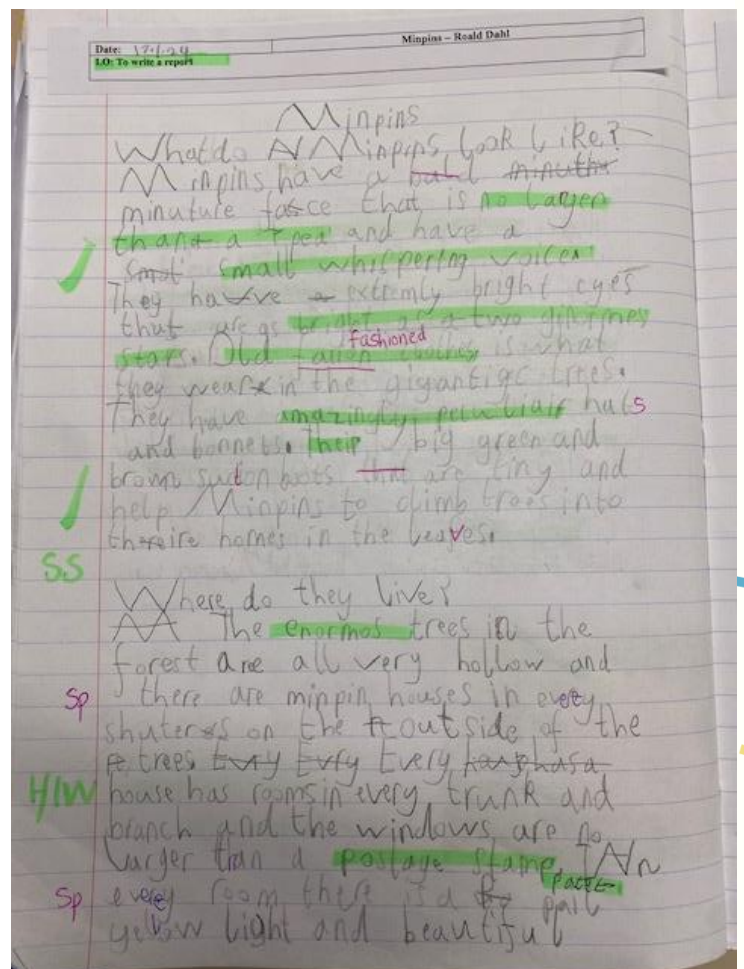 Date: 17.1.24 Minpins – Roald Dahl
LO: To write a report
Minpins
What do Minpins look like?
Minpins have a
minuture face that is no larger
than a pea and have a
small whispering voices.
They have extremly bright eyes
that are as bright as a two
fashioned
stars. Old clothes, is what
they wear in the gigantic trees.
They have amazingly, hats
and bonnets. Their big green and
brown boots that are tiny and
help Minpins to climb trees into
homes in the leaves.
SS
Where do they live?
The enormos trees in the
forest are all very hollow and
Sp there are minpin houses in every
on the outside of the
trees Every
H/W house has rooms in every trunk and
branch and the windows are no
larger than a postage stamp. In
Sp every room there is a pail
yellow light and beautiful